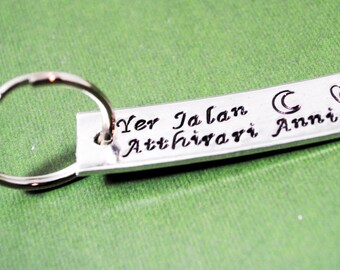 Yer Jalan
Atthirari Anni